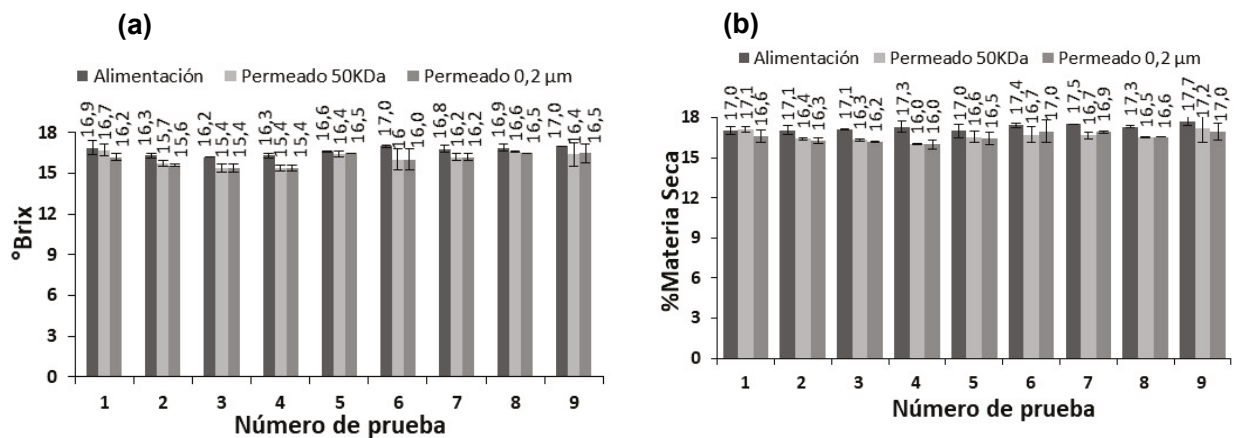 (a)
■ Alimentación ■ Permeado 50KDa ■ Permeado 0,2 µm
16,9 16,7 16,2 16,3 15,7 15,6 16,2 15,4 15,4 16,3 15,4 15,4 16,6 16,4 16,5 17,0 16 16,0 16,8 16,2 16,2 16,9 16,6 16,5 17,0 16,4 16,5
18
15
12
9
6
3
0
°Brix
1 2 3 4 5 6 7 8 9
Número de prueba
(b)
■ Alimentación ■ Permeado 50KDa ■ Permeado 0,2 µm
17,0 17,1 16,6 17,1 16,4 16,3 17,1 16,3 16,2 17,3 16,0 16,0 17,0 16,6 16,5 17,4 16,7 17,0 17,5 16,7 16,9 17,3 16,5 16,6 17,7 17,2 17,0
18
15
12
9
6
3
0
%Materia Seca
1 2 3 4 5 6 7 8 9
Número de prueba